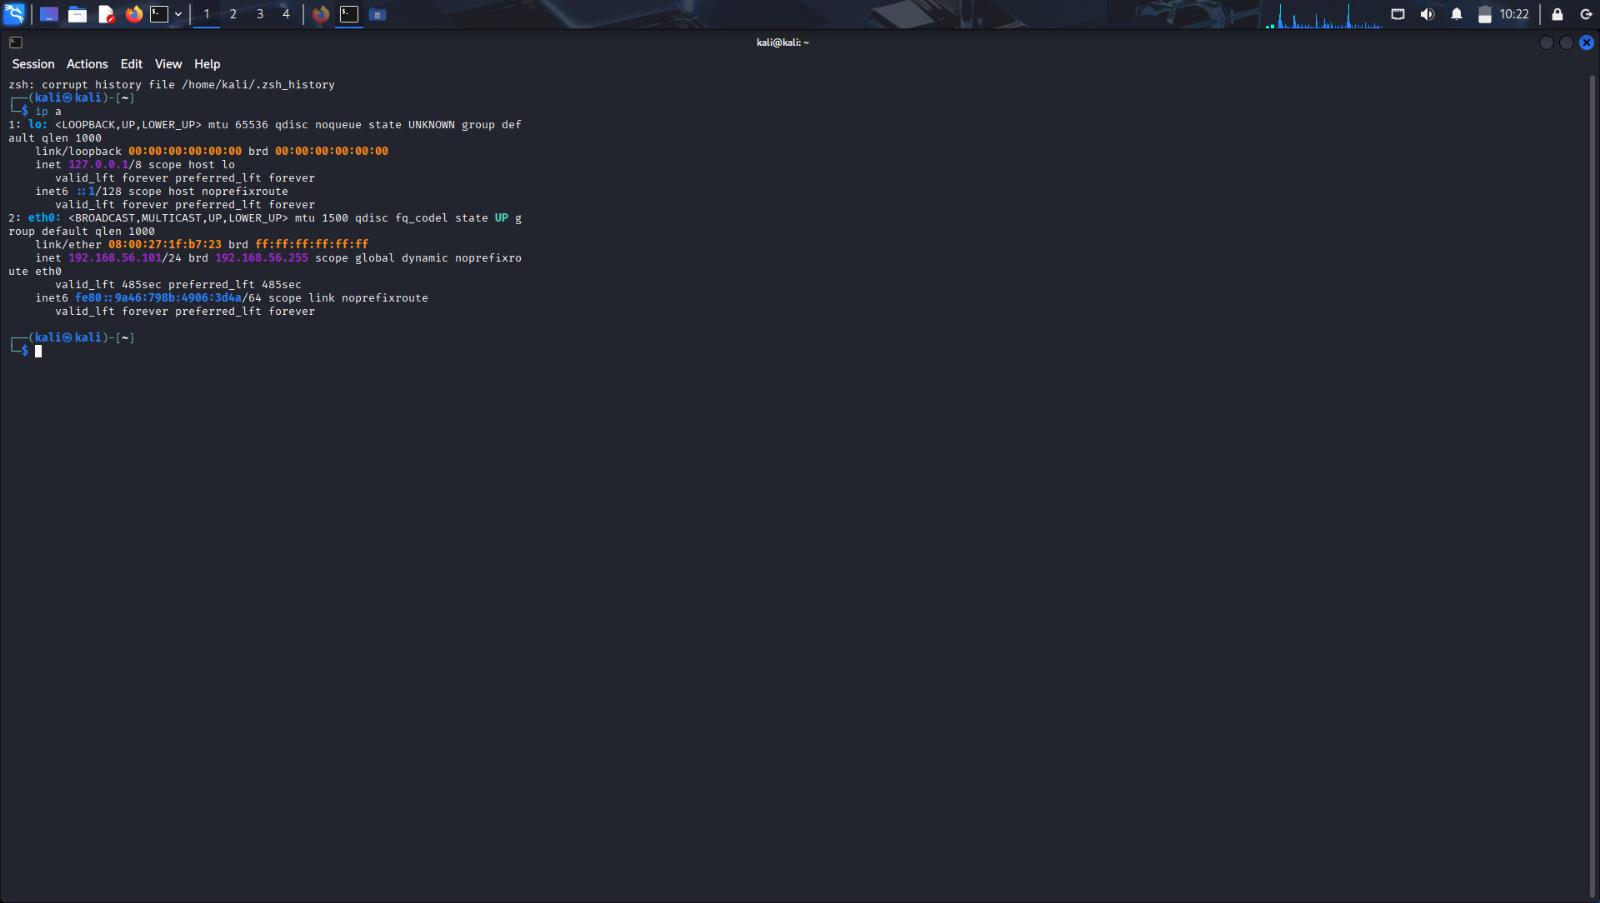 1 2 3 4 10:22
kali@kali: ~
Session Actions Edit View Help
zsh: corrupt history file /home/kali/.zsh_history
┌──(kali㉿kali)-[~]
└─$ ip a
1: lo: <LOOPBACK,UP,LOWER_UP> mtu 65536 qdisc noqueue state UNKNOWN group def
ault qlen 1000
    link/loopback 00:00:00:00:00:00 brd 00:00:00:00:00:00
    inet 127.0.0.1/8 scope host lo
       valid_lft forever preferred_lft forever
    inet6 ::1/128 scope host noprefixroute
       valid_lft forever preferred_lft forever
2: eth0: <BROADCAST,MULTICAST,UP,LOWER_UP> mtu 1500 qdisc fq_codel state UP g
roup default qlen 1000
    link/ether 08:00:27:1f:b7:23 brd ff:ff:ff:ff:ff:ff
    inet 192.168.56.101/24 brd 192.168.56.255 scope global dynamic noprefixro
ute eth0
       valid_lft 485sec preferred_lft 485sec
    inet6 fe80::9a46:798b:4906:3d4a/64 scope link noprefixroute
       valid_lft forever preferred_lft forever
┌──(kali㉿kali)-[~]
└─$